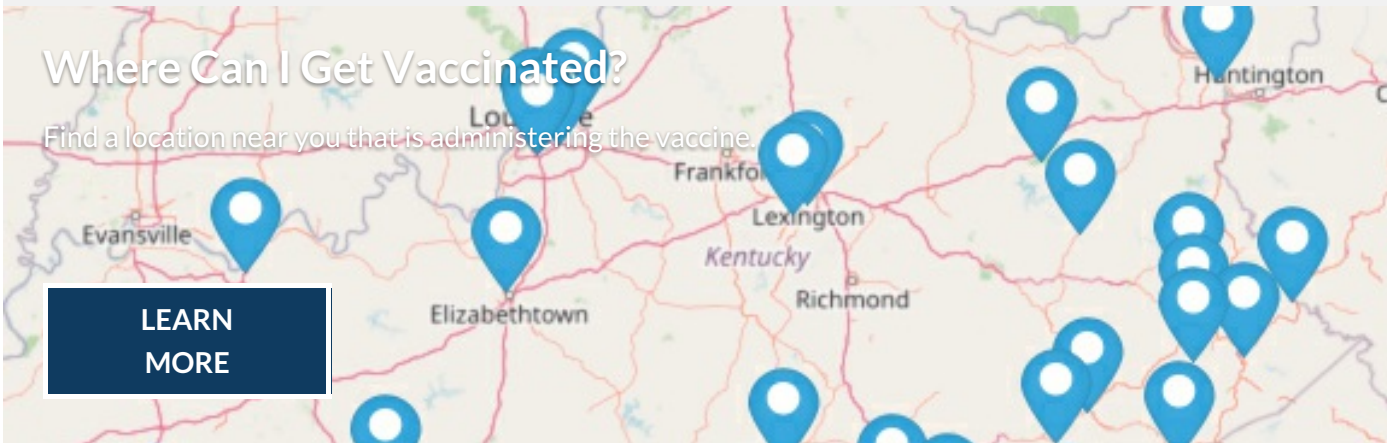 Where Can I Get Vaccinated?
Find a location near you that is administering the vaccine.
Huntington
Frankfor
Lexington
Evansville
Kentucky
Richmond
Elizabethtown
LEARN
MORE